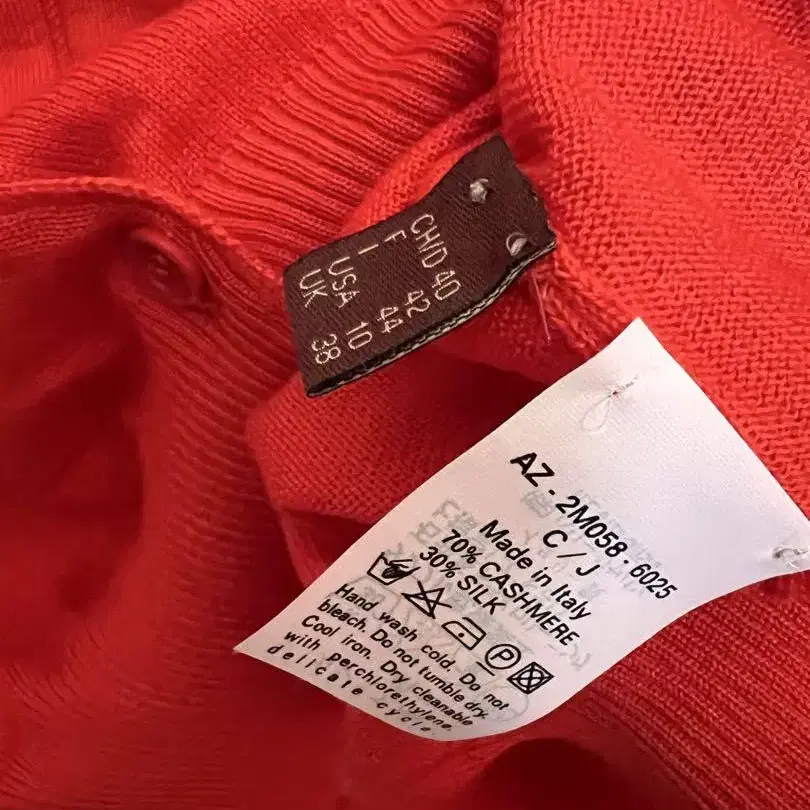 CH/D 40
F 42
I 44
USA 10
UK 38
AZ - 2M058 - 6025
C / J
Made in Italy
70% CASHMERE
30% SILK
P
Hand wash cold. Do not
bleach. Do not tumble dry.
Cool iron. Dry cleanable
with perchlorethylene.
delicate cycle.